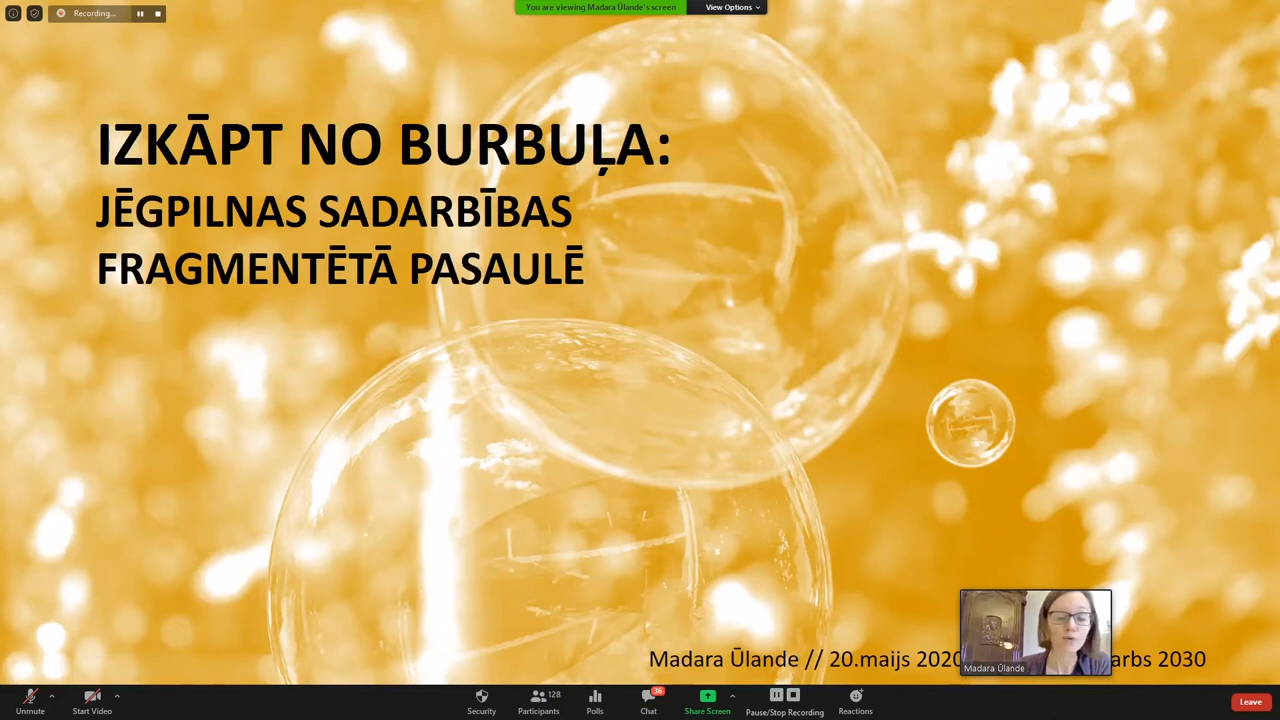 Recording...
You are viewing Madara Ūlande's screen
View Options
IZKĀPT NO BURBUĻA:
JĒGPILNAS SADARBĪBAS
FRAGMENTĒTĀ PASAULĒ
Madara Ūlande // 20.maijs 2020
2030
Madara Ūlande
Unmute
Start Video
Security
Participants
128
Polls
Chat
36
Share Screen
Pause/Stop Recording
Reactions
Leave